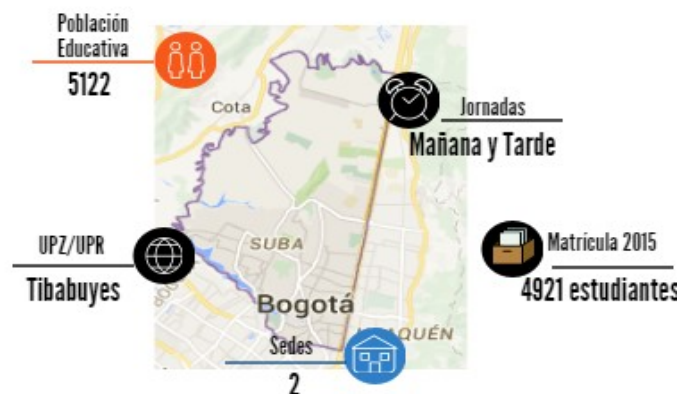 Población
Educativa
5122
Cota
Jornadas
Mañana y Tarde
UPZ/UPR
Tibabuyes
SUBA
Matrícula 2015
4921 estudiantes
Bogotá
Sedes
2